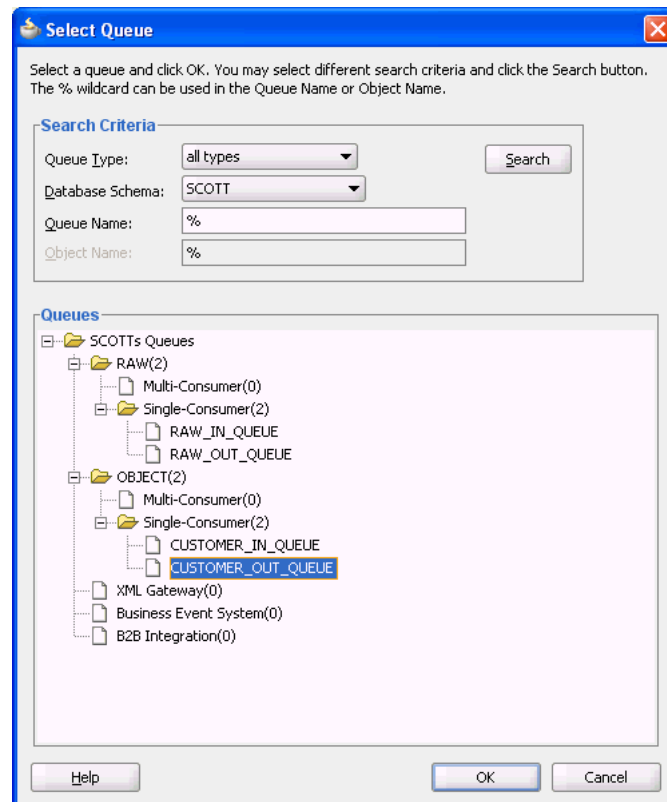 Select Queue
Select a queue and click OK. You may select different search criteria and click the Search button.
The % wildcard can be used in the Queue Name or Object Name.
Search Criteria
Queue Type: all types Search
Database Schema: SCOTT
Queue Name: %
Object Name: %
Queues
SCOTTs Queues
RAW(2)
Multi-Consumer(0)
Single-Consumer(2)
RAW_IN_QUEUE
RAW_OUT_QUEUE
OBJECT(2)
Multi-Consumer(0)
Single-Consumer(2)
CUSTOMER_IN_QUEUE
CUSTOMER_OUT_QUEUE
XML Gateway(0)
Business Event System(0)
B2B Integration(0)
Help OK Cancel